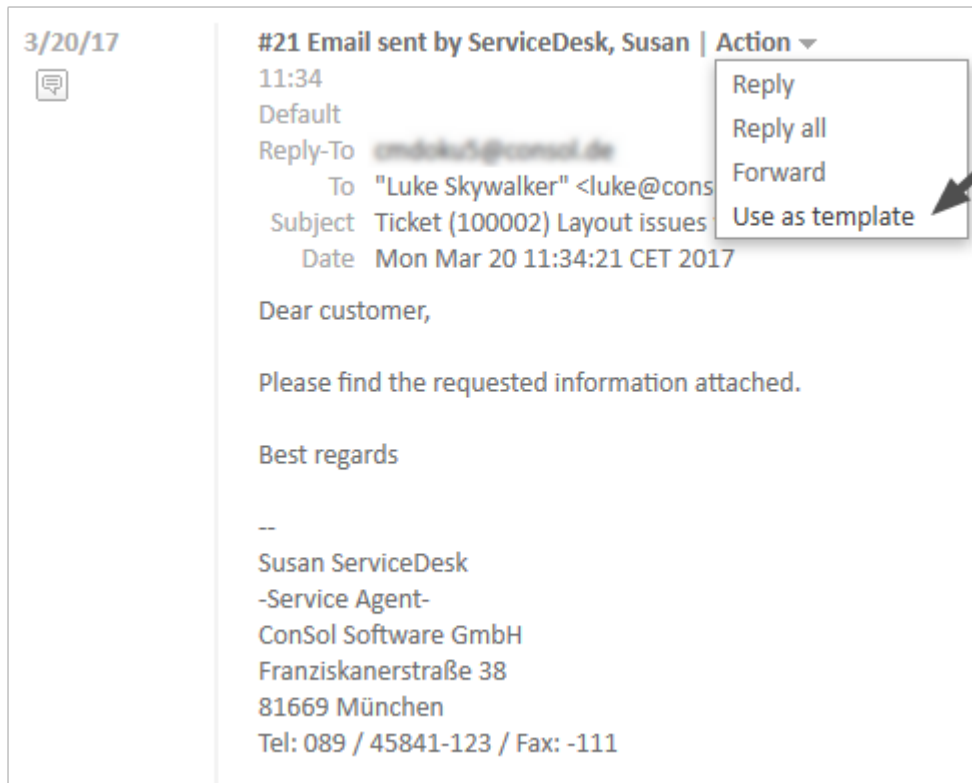 3/20/17
#21 Email sent by ServiceDesk, Susan | Action
11:34
Default
Reply-To
To "Luke Skywalker" <luke@cons
Subject Ticket (100002) Layout issues
Date Mon Mar 20 11:34:21 CET 2017
Reply
Reply all
Forward
Use as template
Dear customer,
Please find the requested information attached.
Best regards
--
Susan ServiceDesk
-Service Agent-
ConSol Software GmbH
Franziskanerstraße 38
81669 München
Tel: 089 / 45841-123 / Fax: -111